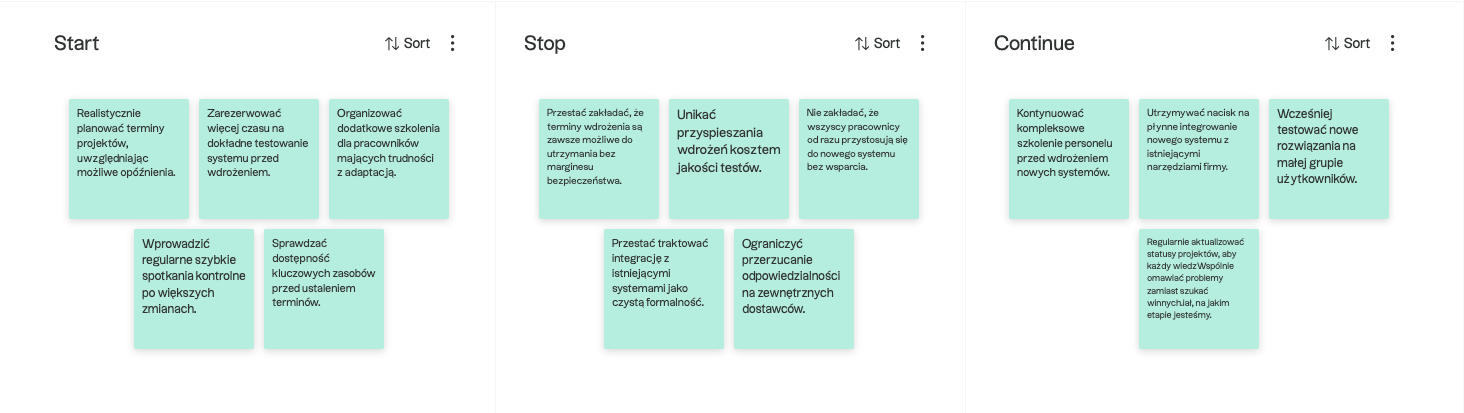 Start
Sort
Realistycznie
planować terminy
projektów,
uwzględniając
możliwe opóźnienia.
Zarezerwować
więcej czasu na
dokładne testowanie
systemu przed
wdrożeniem.
Organizować
dodatkowe szkolenia
dla pracowników
mających trudności
z adaptacją.
Wprowadzić
regularne szybkie
spotkania kontrolne
po większych
zmianach.
Sprawdzać
dostępność
kluczowych zasobów
przed ustaleniem
terminów.
Stop
Sort
Przestać zakładać, że
terminy wdrożenia są
zawsze możliwe do
utrzymania bez
marginesu
bezpieczeństwa.
Unikać
przyspieszania
wdrożeń kosztem
jakości testów.
Nie zakładać, że
wszyscy pracownicy
od razu przystosują się
do nowego systemu
bez wsparcia.
Przestać traktować
integrację z
istniejącymi
systemami jako
czystą formalność.
Ograniczyć
przerzucanie
odpowiedzialności
na zewnętrznych
dostawców.
Continue
Sort
Kontynuować
kompleksowe
szkolenie personelu
przed wdrożeniem
nowych systemów.
Utrzymywać nacisk na
płynne integrowanie
nowego systemu z
istniejącymi
narzędziami firmy.
Wcześniej
testować nowe
rozwiązania na
małej grupie
użytkowników.
Regularnie aktualizować
statusy projektów, aby
każdy wiedzWspólnie
omawiać problemy
zamiast szukać
winnych.iał, na jakim
etapie jesteśmy.